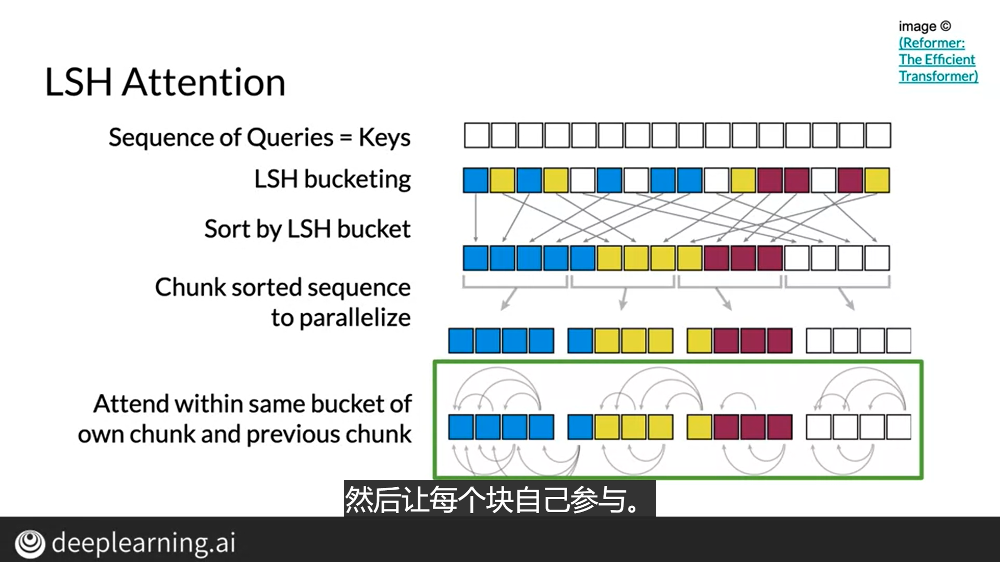 image ©
(Reformer:
The Efficient
Transformer)
LSH Attention
Sequence of Queries = Keys
LSH bucketing
Sort by LSH bucket
Chunk sorted sequence
to parallelize
Attend within same bucket of
own chunk and previous chunk
然后让每个块自己参与。
deeplearning.ai